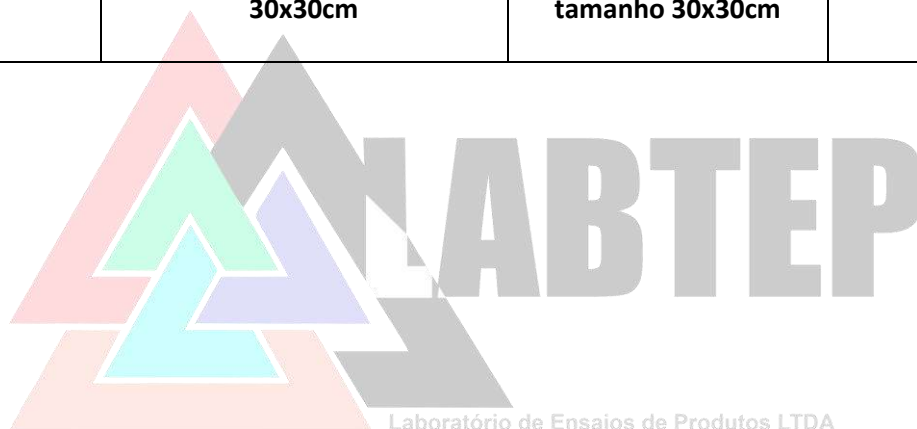 30x30cm
tamanho 30x30cm
LABTEP
Laboratório de Ensaios de Produtos LTDA